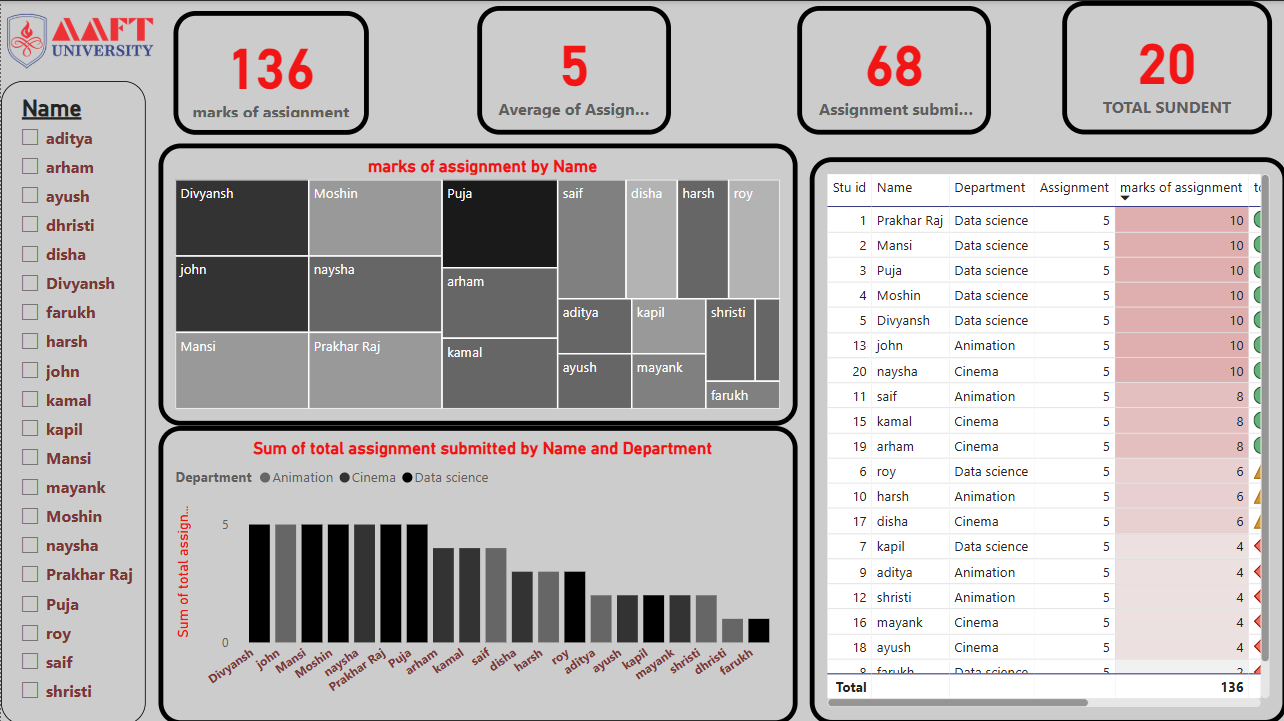 AAFT
UNIVERSITY
136
marks of assignment
5
Average of Assign...
68
Assignment submi...
20
TOTAL SUNDENT
Name
aditya
arham
ayush
dhristi
disha
Divyansh
farukh
harsh
john
kamal
kapil
Mansi
mayank
Moshin
naysha
Prakhar Raj
Puja
roy
saif
shristi
marks of assignment by Name
Divyansh
Moshin
Puja
saif
disha
harsh
roy
john
naysha
arham
aditya
kapil
shristi
Mansi
Prakhar Raj
kamal
ayush
mayank
farukh
Sum of total assignment submitted by Name and Department
Department Animation Cinema Data science
Sum of total assign...
5
0
Divyansh
john
Mansi
Moshin
naysha
Prakhar Raj
Puja
arham
kamal
saif
disha
harsh
roy
aditya
ayush
kapil
mayank
shristi
dhristi
farukh
Stu id Name Department Assignment marks of assignment
1 Prakhar Raj Data science 5 10
2 Mansi Data science 5 10
3 Puja Data science 5 10
4 Moshin Data science 5 10
5 Divyansh Data science 5 10
13 john Animation 5 10
20 naysha Cinema 5 10
11 saif Animation 5 8
15 kamal Cinema 5 8
19 arham Cinema 5 8
6 roy Data science 5 6
10 harsh Animation 5 6
17 disha Cinema 5 6
7 kapil Data science 5 4
9 aditya Animation 5 4
12 shristi Animation 5 4
16 mayank Cinema 5 4
18 ayush Cinema 5 4
8 farukh Data science 5 2
Total 136